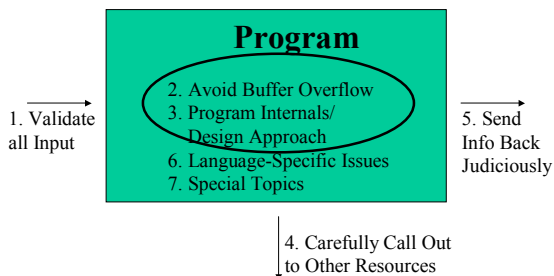 Program
1. Validate
all Input
2. Avoid Buffer Overflow
3. Program Internals/
Design Approach
6. Language-Specific Issues
7. Special Topics
5. Send
Info Back
Judiciously
4. Carefully Call Out
to Other Resources